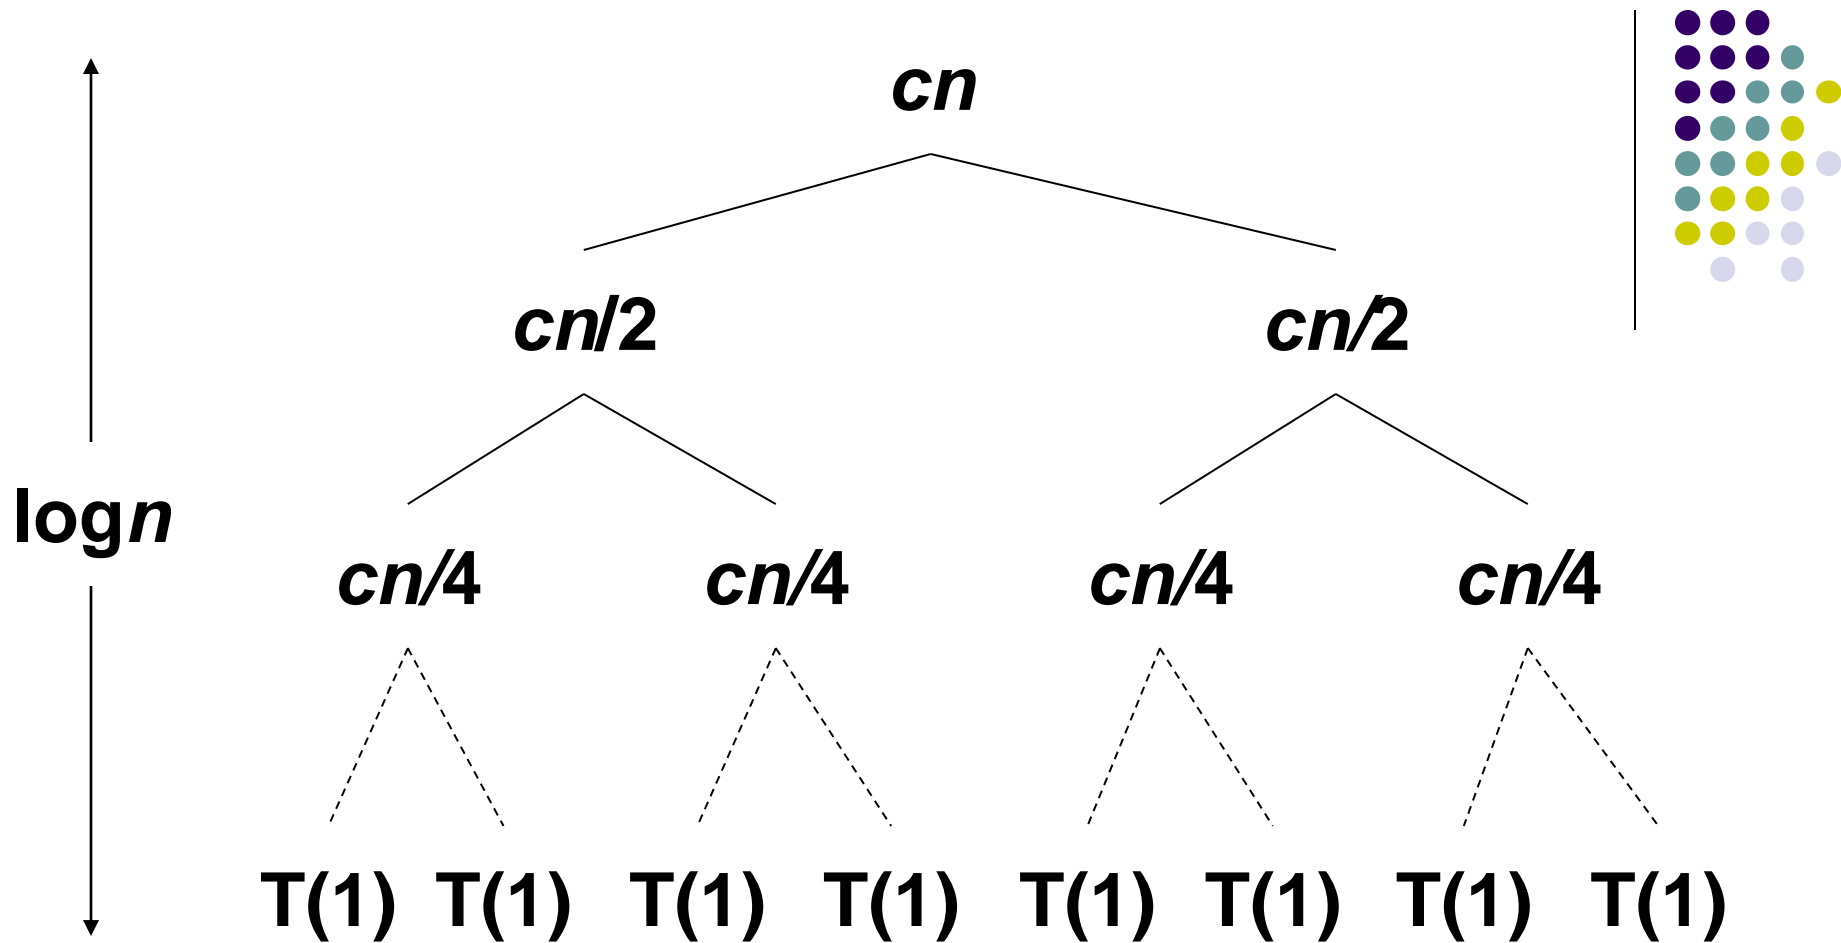 cn
cn/2 cn/2
logn
cn/4 cn/4 cn/4 cn/4
T(1) T(1) T(1) T(1) T(1) T(1) T(1) T(1)